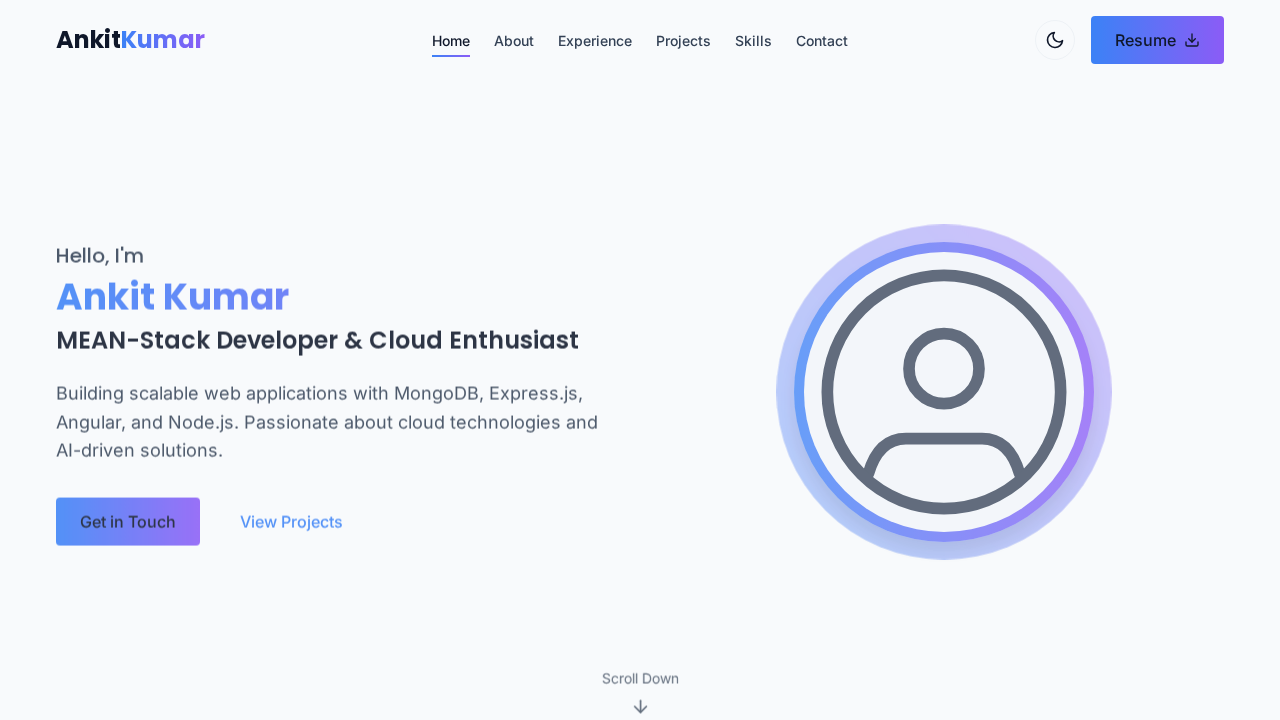 AnkitKumar
Home About Experience Projects Skills Contact
Resume
Hello, I'm
Ankit Kumar
MEAN-Stack Developer & Cloud Enthusiast
Building scalable web applications with MongoDB, Express.js,
Angular, and Node.js. Passionate about cloud technologies and
AI-driven solutions.
Get in Touch
View Projects
Scroll Down